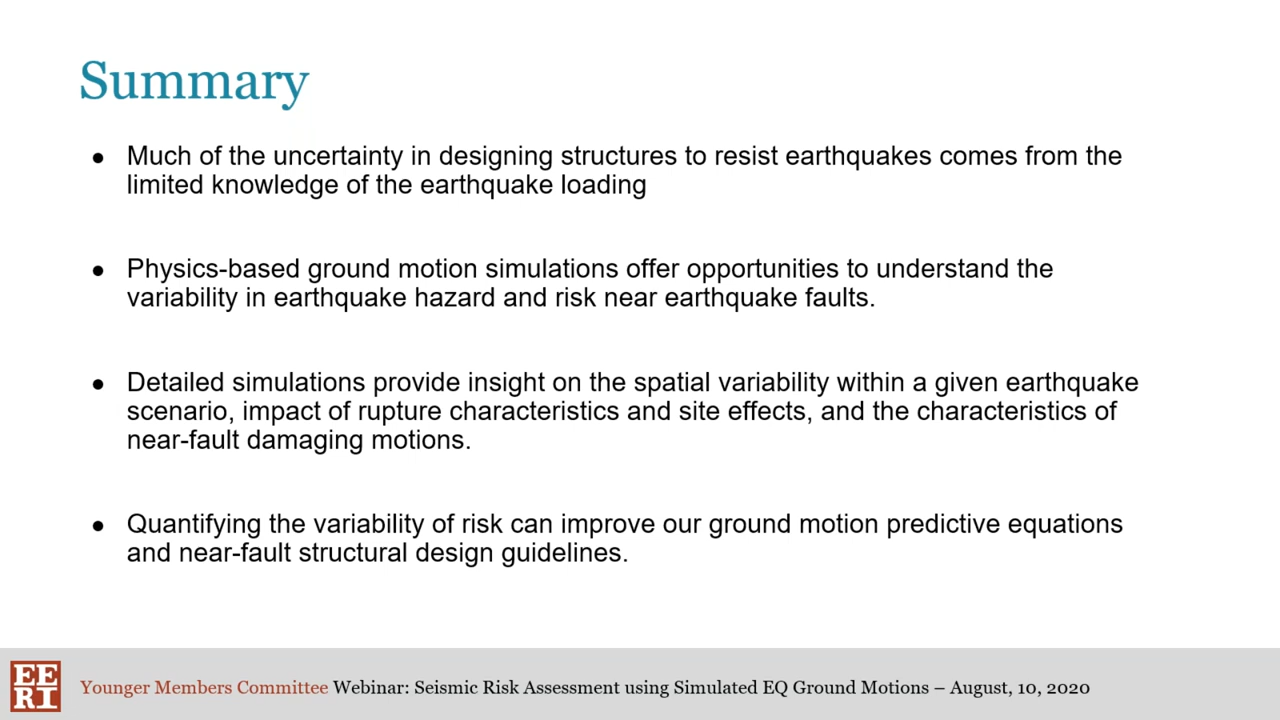 Summary
● Much of the uncertainty in designing structures to resist earthquakes comes from the
limited knowledge of the earthquake loading
● Physics-based ground motion simulations offer opportunities to understand the
variability in earthquake hazard and risk near earthquake faults.
● Detailed simulations provide insight on the spatial variability within a given earthquake
scenario, impact of rupture characteristics and site effects, and the characteristics of
near-fault damaging motions.
● Quantifying the variability of risk can improve our ground motion predictive equations
and near-fault structural design guidelines.
EE
RI
Younger Members Committee Webinar: Seismic Risk Assessment using Simulated EQ Ground Motions – August, 10, 2020